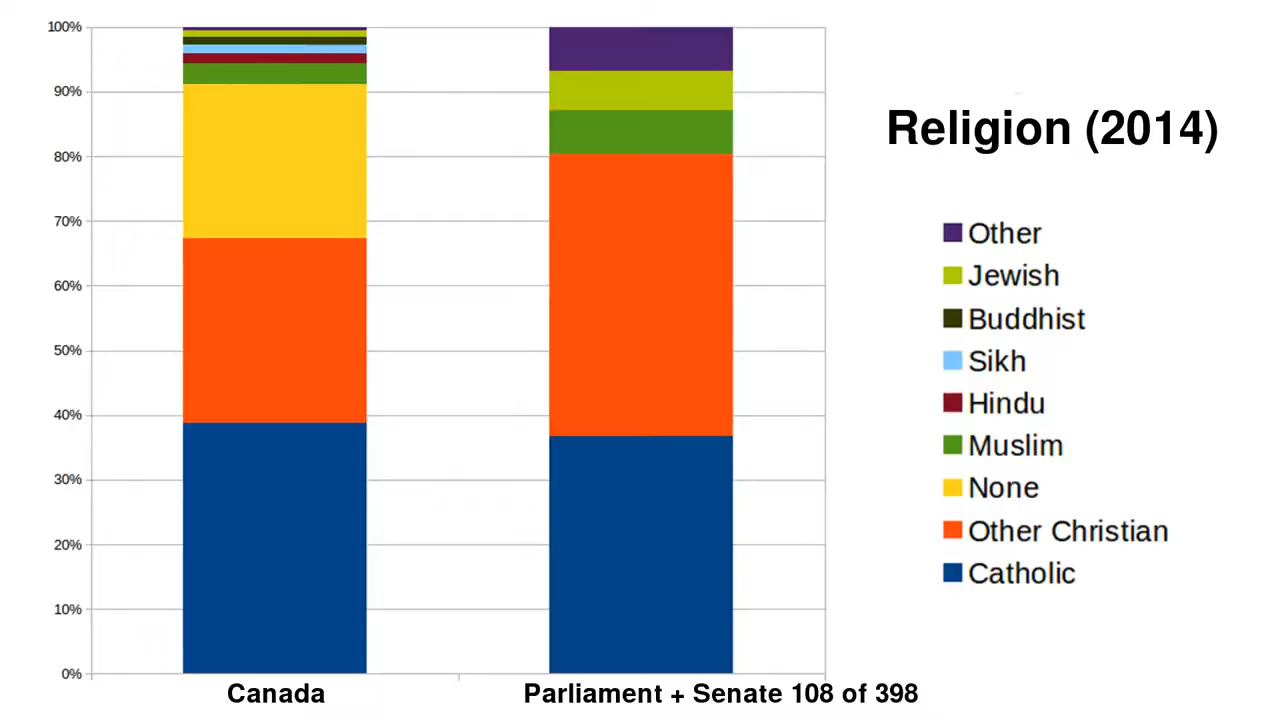 100%
90%
80%
70%
60%
50%
40%
30%
20%
10%
0%
Canada
Parliament + Senate 108 of 398
Religion (2014)
Other
Jewish
Buddhist
Sikh
Hindu
Muslim
None
Other Christian
Catholic